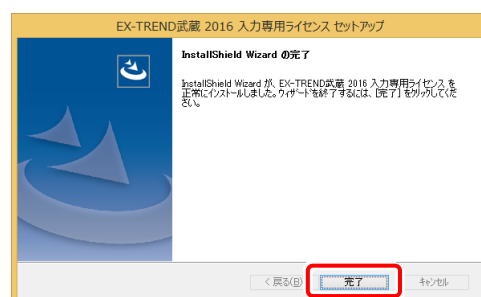 EX-TREND武蔵 2016 入力専用ライセンス セットアップ
InstallShield Wizard の完了
InstallShield Wizard が、EX-TREND武蔵 2016 入力専用ライセンス を
正常にインストールしました。ウィザードを終了するには、[完了] をクリックしてくだ
さい。
< 戻る(B)
完了
キャンセル